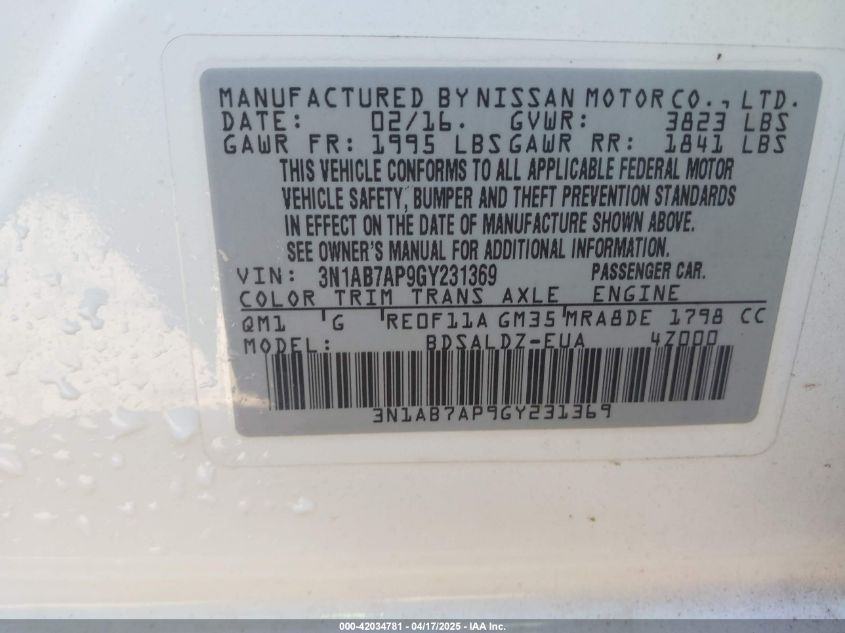 MANUFACTURED BY NISSAN MOTOR CO., LTD.
DATE: 02/16. GVWR: 3823 LBS
GAWR FR: 1995 LBS GAWR RR: 1841 LBS
THIS VEHICLE CONFORMS TO ALL APPLICABLE FEDERAL MOTOR
VEHICLE SAFETY, BUMPER AND THEFT PREVENTION STANDARDS
IN EFFECT ON THE DATE OF MANUFACTURE SHOWN ABOVE.
SEE OWNER'S MANUAL FOR ADDITIONAL INFORMATION.
VIN: 3N1AB7AP9GY231369 PASSENGER CAR.
COLOR TRIM TRANS AXLE ENGINE
QM1 G RE0F11A GM35 MRA8DE 1798 CC
MODEL: BDSALDZ-EUA 4Z000
3N1AB7AP9GY231369
000-42034781 - 04/17/2025 - IAA Inc.